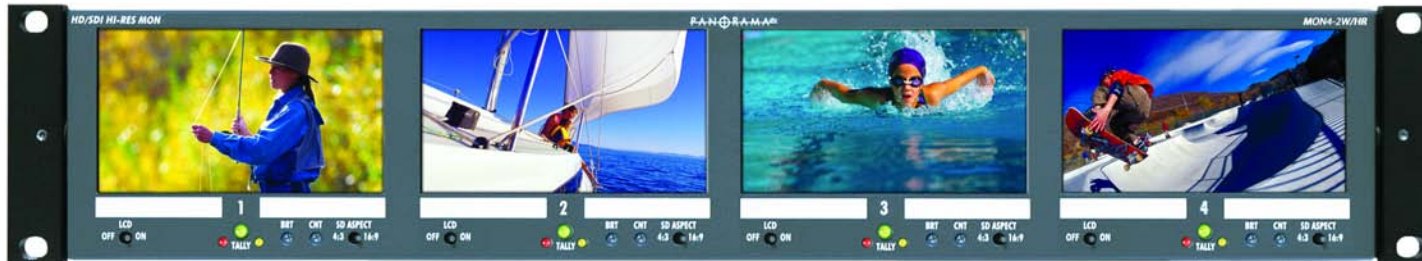 HD/SDI HI-RES MON
PANORAMAdtv
MON4-2W/HR
1
LCD
OFF ON
TALLY
BRT CNT SD ASPECT
4:3 16:9
2
LCD
OFF ON
TALLY
BRT CNT SD ASPECT
4:3 16:9
3
LCD
OFF ON
TALLY
BRT CNT SD ASPECT
4:3 16:9
4
LCD
OFF ON
TALLY
BRT CNT SD ASPECT
4:3 16:9